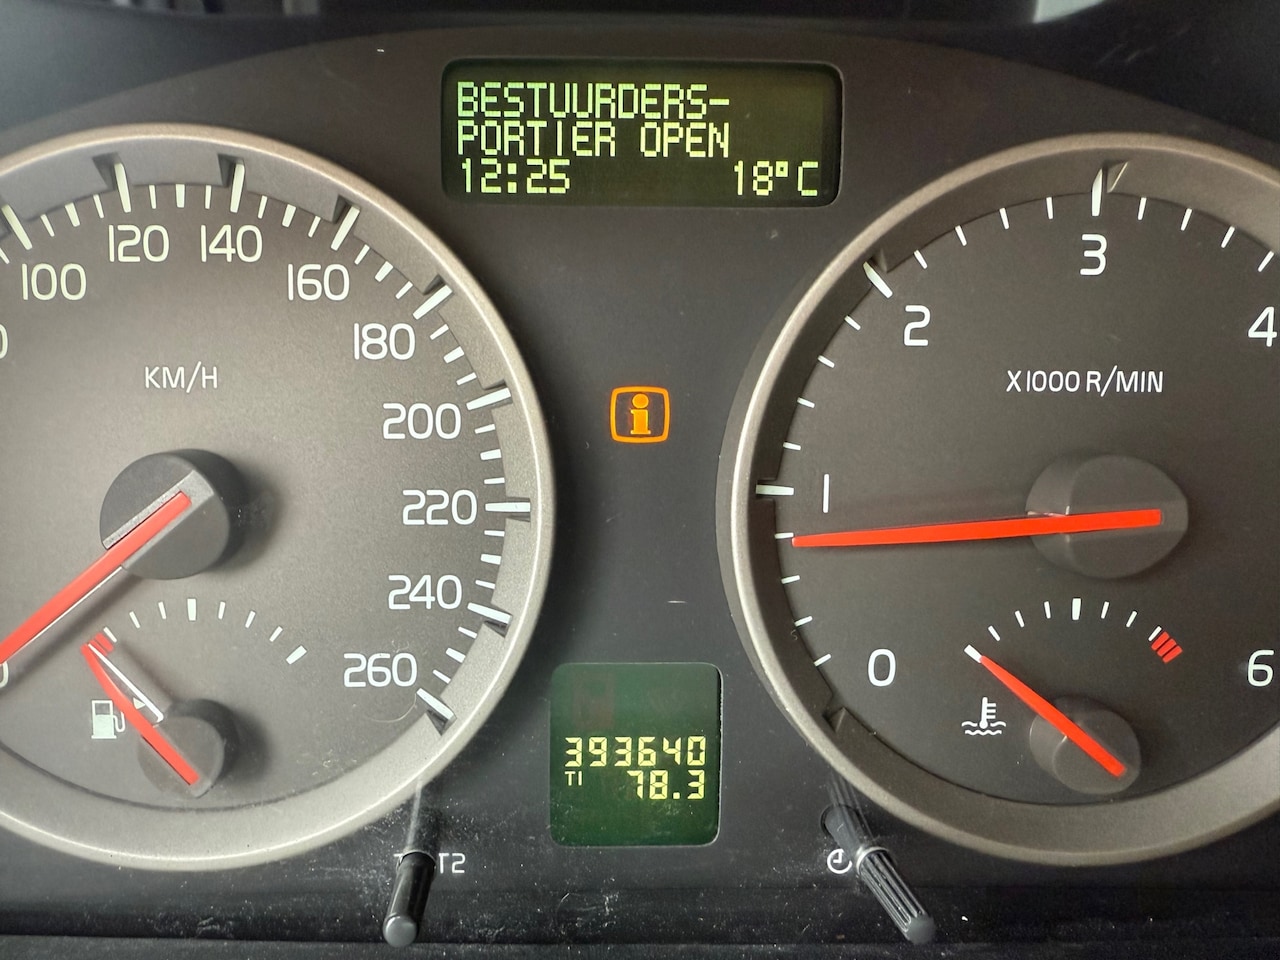 BESTUURDERS-
PORTIER OPEN
12:25 18°C
100
120
140
160
180
200
220
240
260
KM/H
0
1
2
3
4
6
X1000 R/MIN
393640
T1 78.3
T2